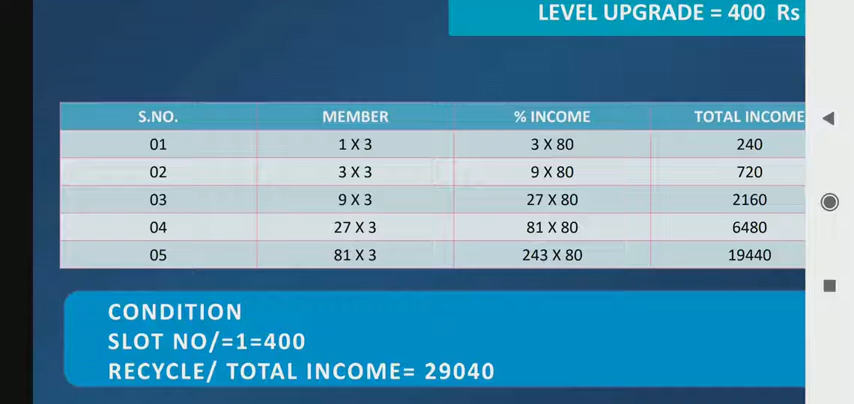 LEVEL UPGRADE = 400 Rs
S.NO. MEMBER % INCOME TOTAL INCOME
01 1 X 3 3 X 80 240
02 3 X 3 9 X 80 720
03 9 X 3 27 X 80 2160
04 27 X 3 81 X 80 6480
05 81 X 3 243 X 80 19440
CONDITION
SLOT NO/=1=400
RECYCLE/ TOTAL INCOME= 29040